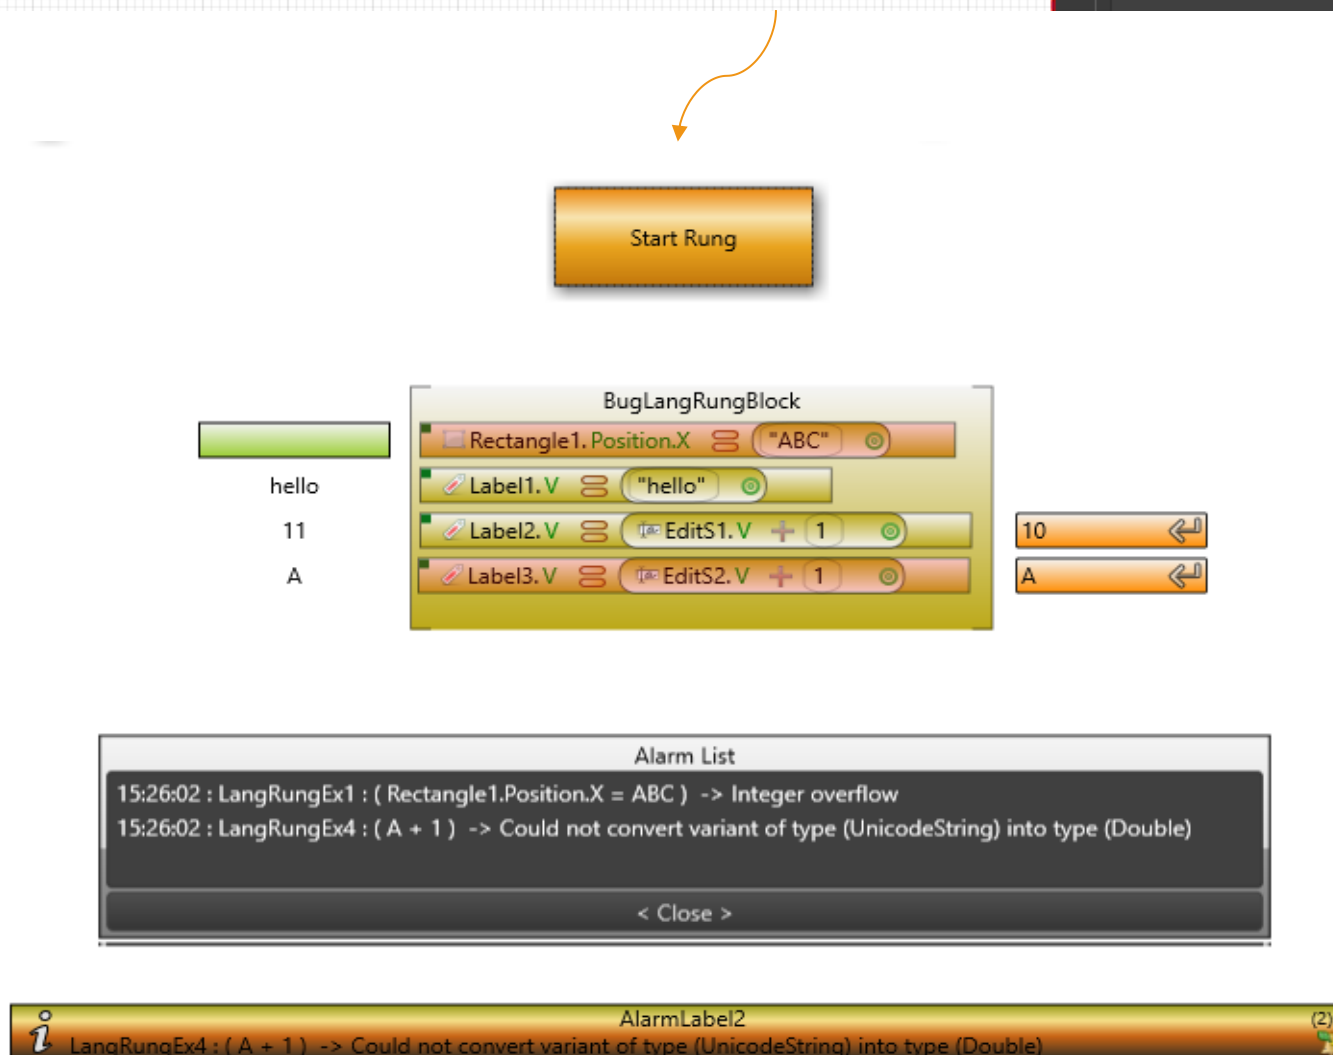 Start Rung
BugLangRungBlock
Rectangle1.Position.X "ABC"
hello Label1.V "hello"
11 Label2.V EditS1.V + 1 10
A Label3.V EditS2.V + 1 A
Alarm List
15:26:02 : LangRungEx1 : ( Rectangle1.Position.X = ABC ) -> Integer overflow
15:26:02 : LangRungEx4 : ( A + 1 ) -> Could not convert variant of type (UnicodeString) into type (Double)
< Close >
AlarmLabel2 (2)
LangRungEx4 : ( A + 1 ) -> Could not convert variant of type (UnicodeString) into type (Double)